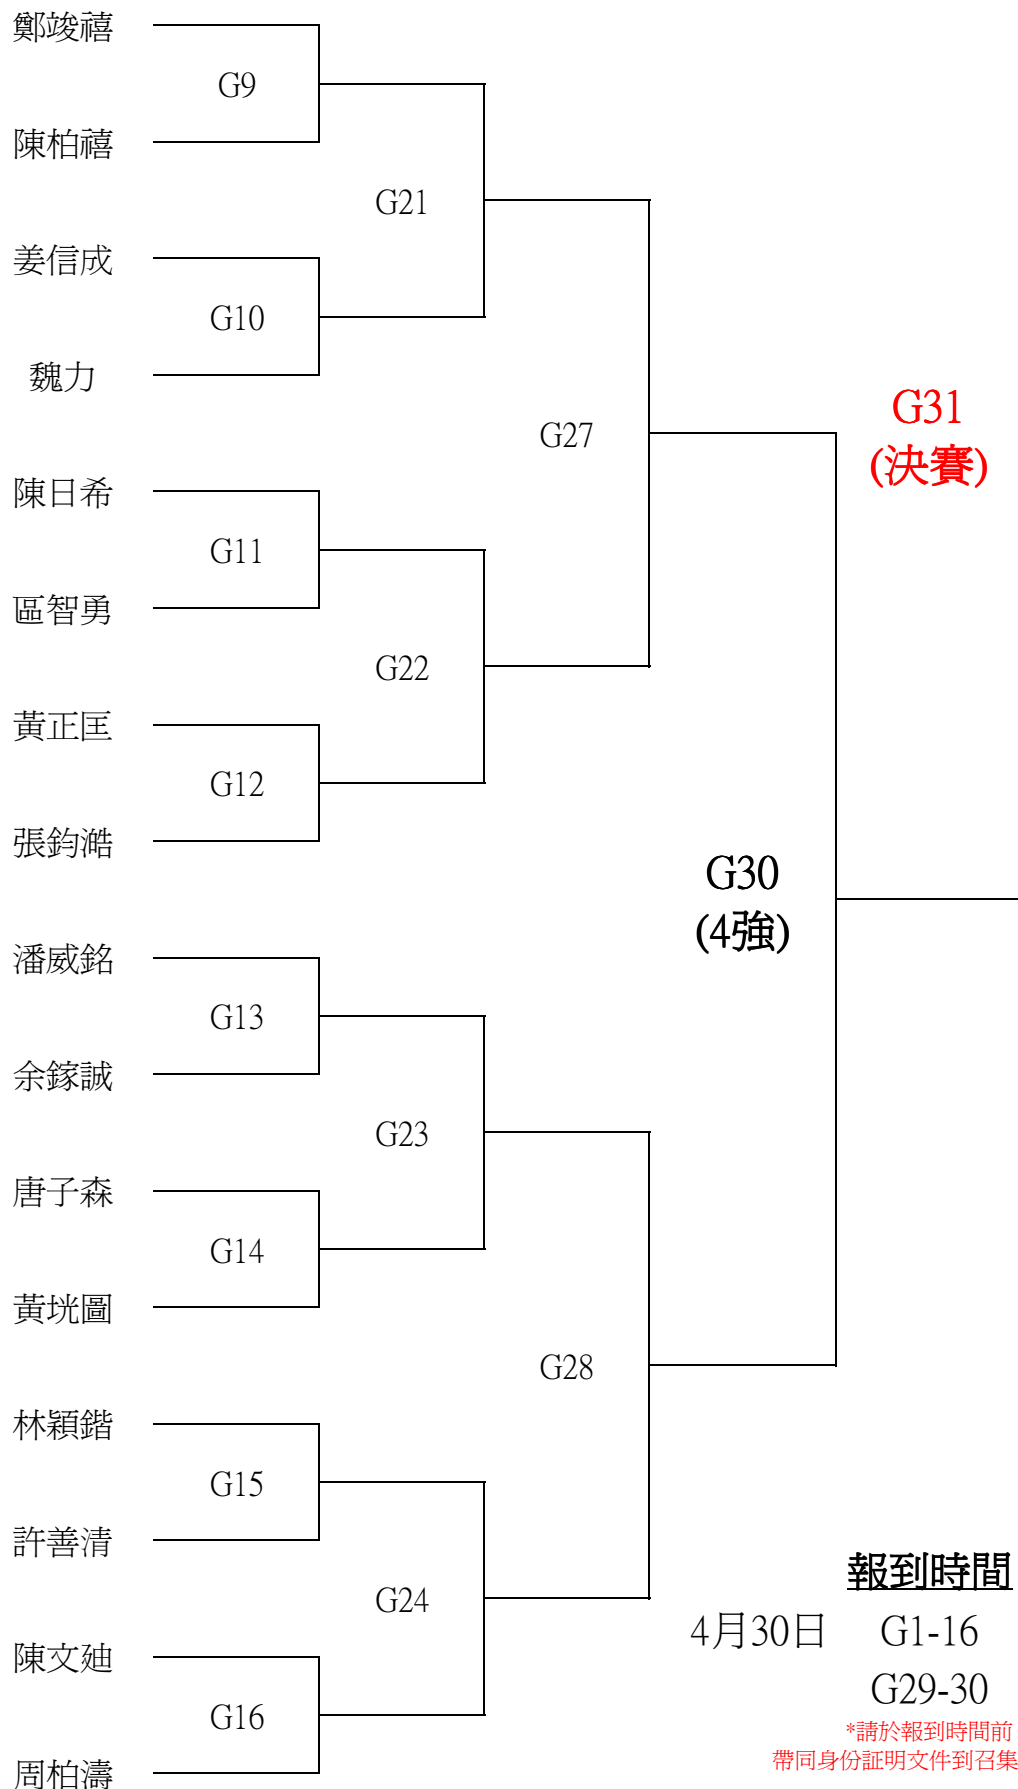 鄭竣禧
G9
陳柏禧
G21
姜信成
G10
魏力
G31
(決賽)
G27
陳日希
G11
區智勇
G22
黃正匡
G12
張鈞澔
G30
(4強)
潘威銘
G13
余鎵誠
G23
唐子森
G14
黃垙圖
G28
林穎鍇
G15
許善清
報到時間
G24
4月30日 G1-16
陳文廸
G29-30
G16
*請於報到時間前
帶同身份証明文件到召集
周柏濤